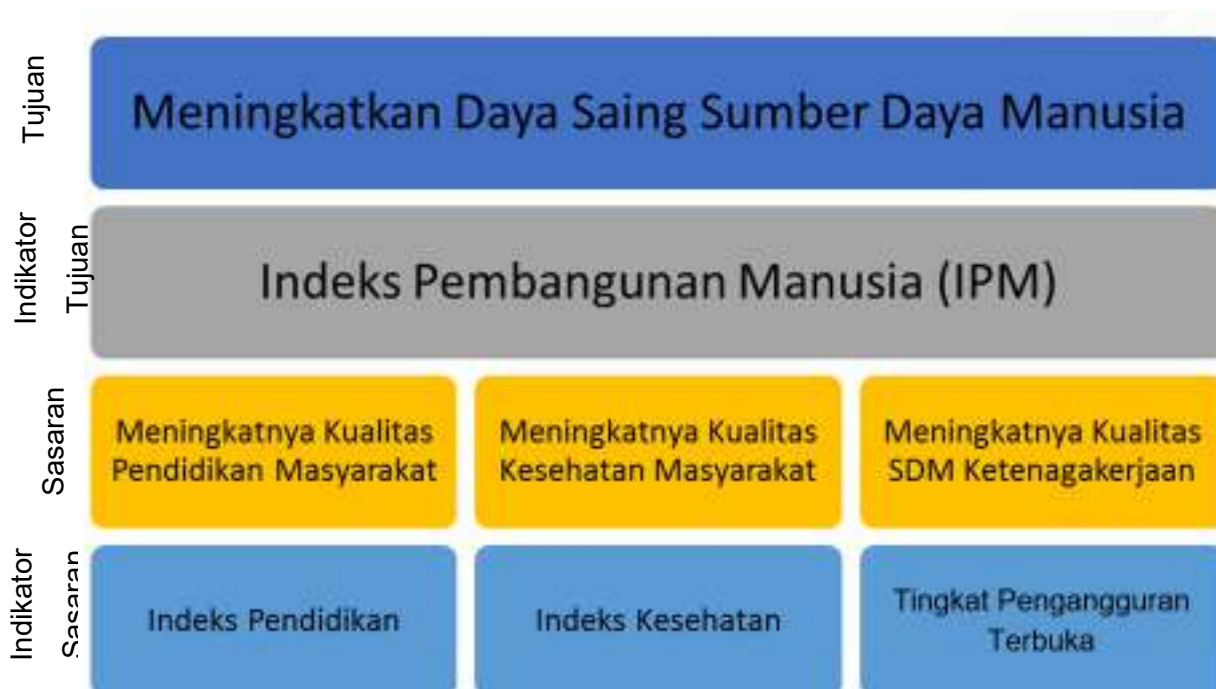 Tujuan
Meningkatkan Daya Saing Sumber Daya Manusia
Indikator
Tujuan
Indeks Pembangunan Manusia (IPM)
Sasaran
Meningkatnya Kualitas
Pendidikan Masyarakat
Meningkatnya Kualitas
Kesehatan Masyarakat
Meningkatnya Kualitas
SDM Ketenagakerjaan
Indikator
Sasaran
Indeks Pendidikan
Indeks Kesehatan
Tingkat Pengangguran
Terbuka